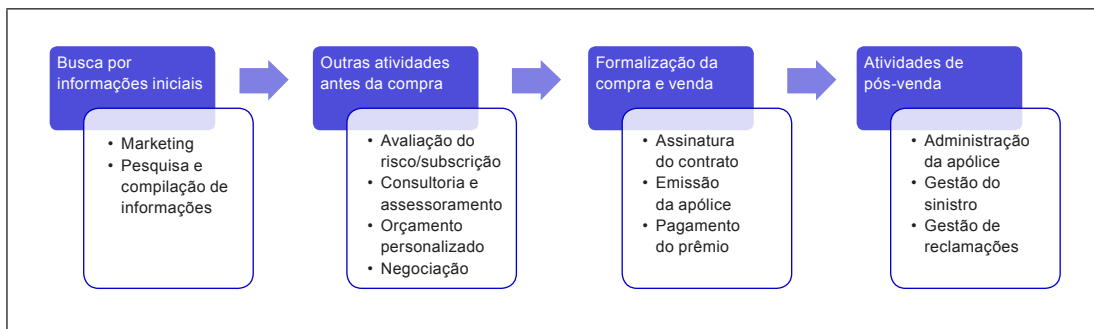 Busca por
informações iniciais
• Marketing
• Pesquisa e
compilação de
informações
Outras atividades
antes da compra
• Avaliação do
risco/subscrição
• Consultoria e
assessoramento
• Orçamento
personalizado
• Negociação
Formalização da
compra e venda
• Assinatura
do contrato
• Emissão
da apólice
• Pagamento
do prêmio
Atividades de
pós-venda
• Administração
da apólice
• Gestão do
sinistro
• Gestão de
reclamações